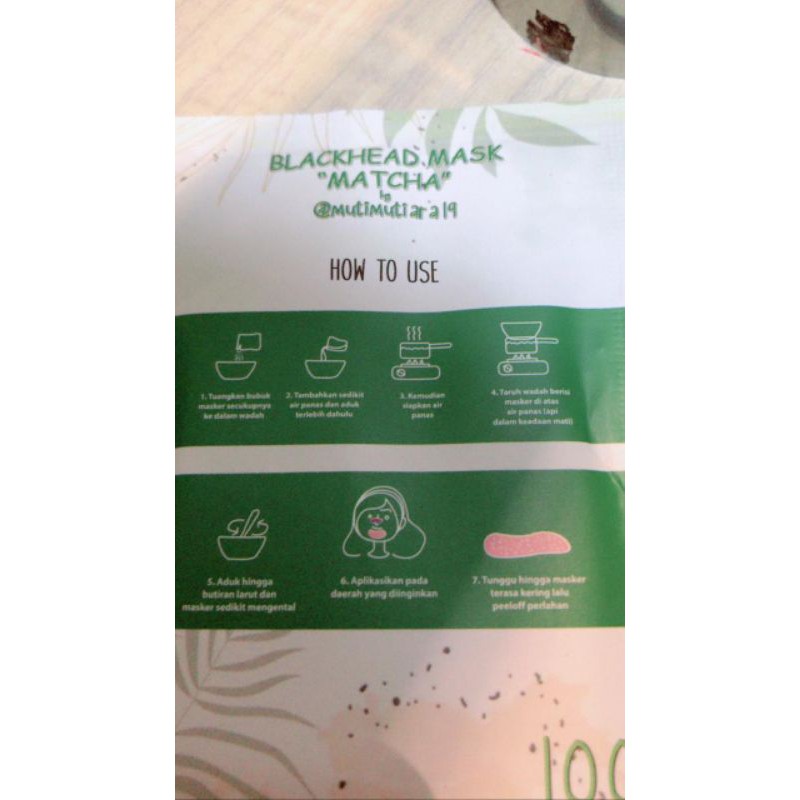 BLACKHEAD MASK
"MATCHA"
by
@mutimutiara19
HOW TO USE
1. Tuangkan bubuk
masker secukupnya
ke dalam wadah
2. Tambahkan sedikit
air panas dan aduk
terlebih dahulu
3. Kemudian
siapkan air
panas
4. Taruh wadah berisi
masker di atas
air panas (api
dalam keadaan mati)
5. Aduk hingga
butiran larut dan
masker sedikit mengental
6. Aplikasikan pada
daerah yang diinginkan
7. Tunggu hingga masker
terasa kering lalu
peeloff perlahan
10.0